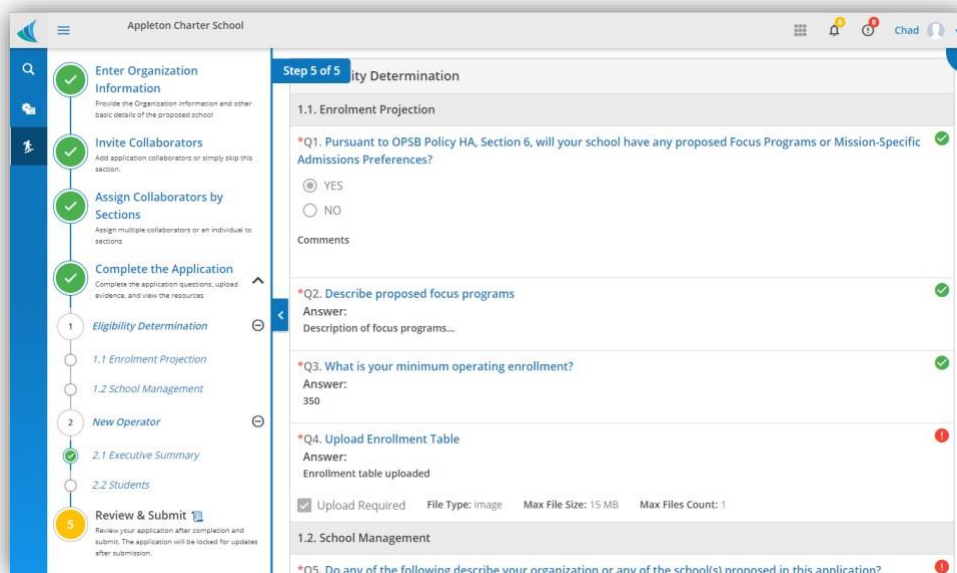 Appleton Charter School
8
Chad
Enter Organization
Information
Provide the Organization information and other
basic details of the proposed school
Invite Collaborators
Add application collaborators or simply skip this
section.
Assign Collaborators by
Sections
Assign multiple collaborators or an individual to
sections
Complete the Application
Complete the application questions, upload
evidence, and view the resources
1 Eligibility Determination
1.1 Enrolment Projection
1.2 School Management
2 New Operator
2.1 Executive Summary
2.2 Students
5 Review & Submit
Review your application after completion and
submit. The application will be locked for updates
after submission.
Step 5 of 5
ity Determination
1.1. Enrolment Projection
*Q1. Pursuant to OPSB Policy HA, Section 6, will your school have any proposed Focus Programs or Mission-Specific
Admissions Preferences?
YES
NO
Comments
*Q2. Describe proposed focus programs
Answer:
Description of focus programs...
*Q3. What is your minimum operating enrollment?
Answer:
350
*Q4. Upload Enrollment Table
Answer:
Enrollment table uploaded
Upload Required File Type: image Max File Size: 15 MB Max Files Count: 1
1.2. School Management
*Q5. Do any of the following describe your organization or any of the school(s) proposed in this application?